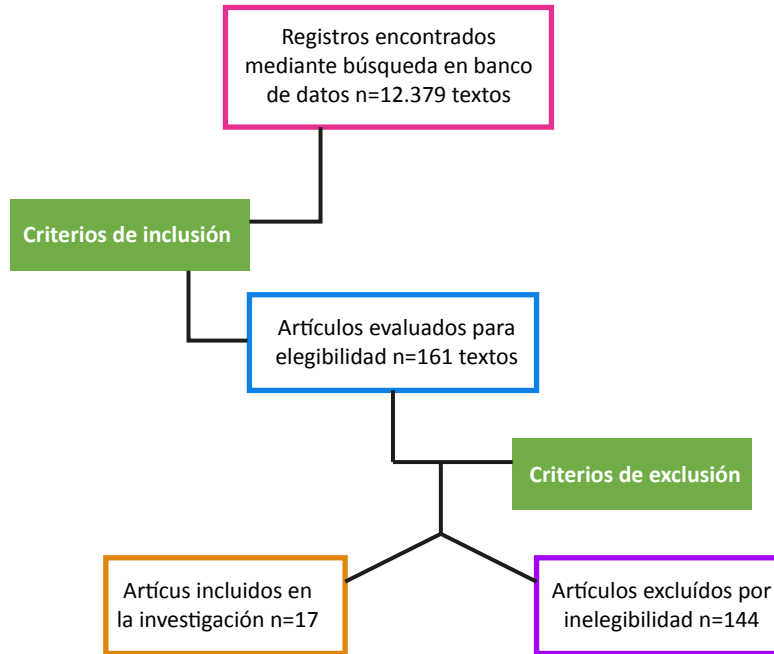 Registros encontrados
mediante búsqueda en banco
de datos n=12.379 textos
Criterios de inclusión
Artículos evaluados para
elegibilidad n=161 textos
Criterios de exclusión
Artícus incluidos en
la investigación n=17
Artículos excluídos por
inelegibilidad n=144